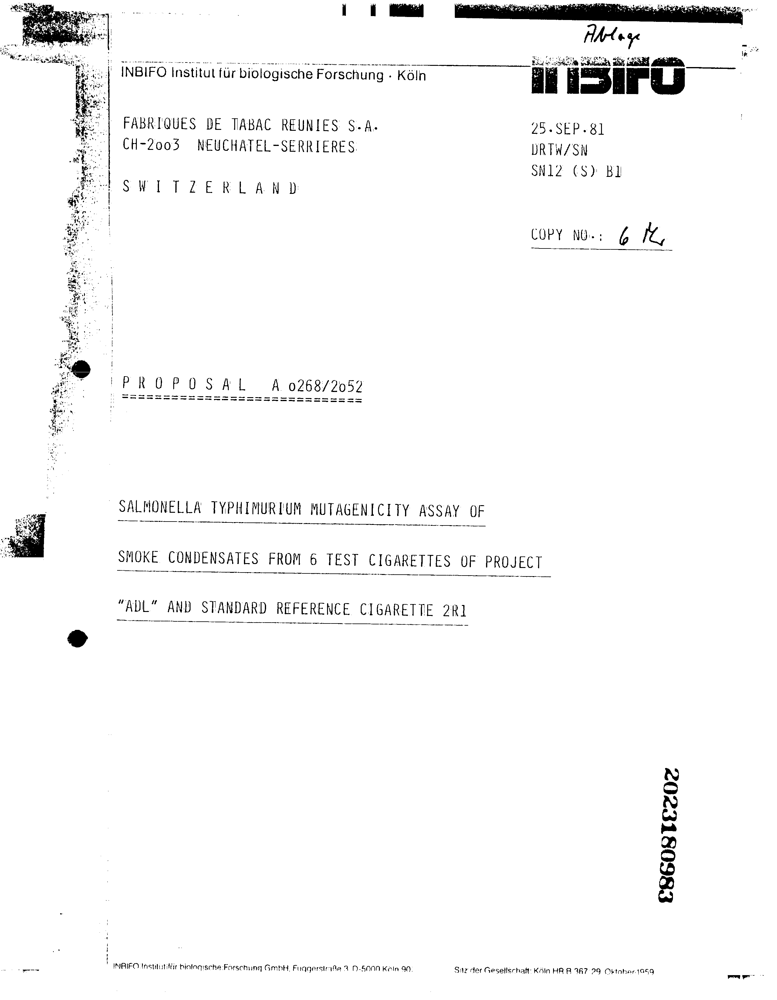 Ablage
INBIFO Institut für biologische Forschung · Köln
INBIFO
FABRIQUES DE TABAC REUNIES S.A.
CH-2oo3 NEUCHATEL-SERRIERES
S W I T Z E R L A N D
25.SEP.81
DRTW/SN
SN12 (S) B1
COPY NO.: 6
P R O P O S A L A o268/2o52
===========================
SALMONELLA TYPHIMURIUM MUTAGENICITY ASSAY OF
SMOKE CONDENSATES FROM 6 TEST CIGARETTES OF PROJECT
"ADL" AND STANDARD REFERENCE CIGARETTE 2R1
2023180983
INBIFO Institut für biologische Forschung GmbH, Fuggerstraße 3, D-5000 Köln 90
Sitz der Gesellschaft: Köln HR B 367, 29. Oktober 1959